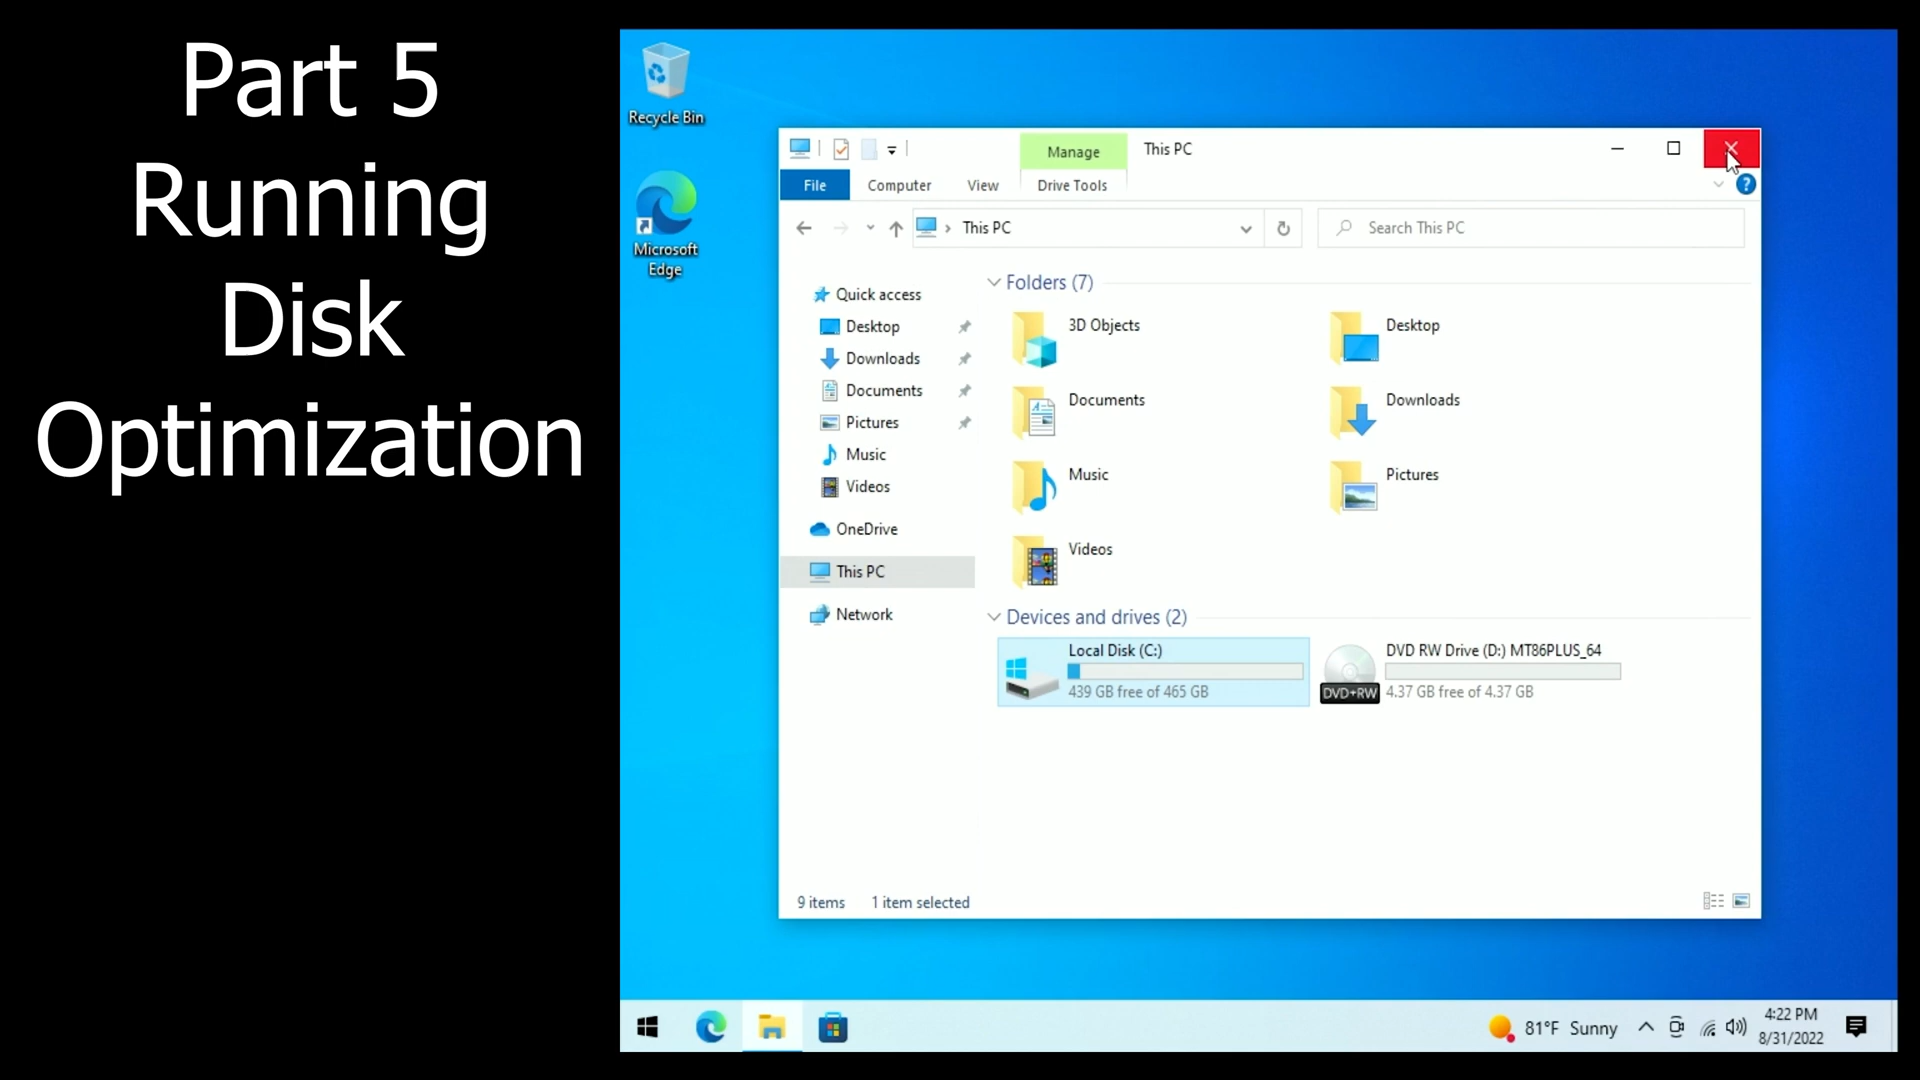 Part 5
Running
Disk
Optimization
Recycle Bin
Microsoft
Edge
Manage
This PC
File
Computer
View
Drive Tools
?
This PC
Search This PC
Quick access
Desktop
Downloads
Documents
Pictures
Music
Videos
OneDrive
This PC
Network
Folders (7)
3D Objects
Desktop
Documents
Downloads
Music
Pictures
Videos
Devices and drives (2)
Local Disk (C:)
439 GB free of 465 GB
DVD RW Drive (D:) MT86PLUS_64
DVD+RW
4.37 GB free of 4.37 GB
9 items
1 item selected
81°F Sunny
4:22 PM
8/31/2022